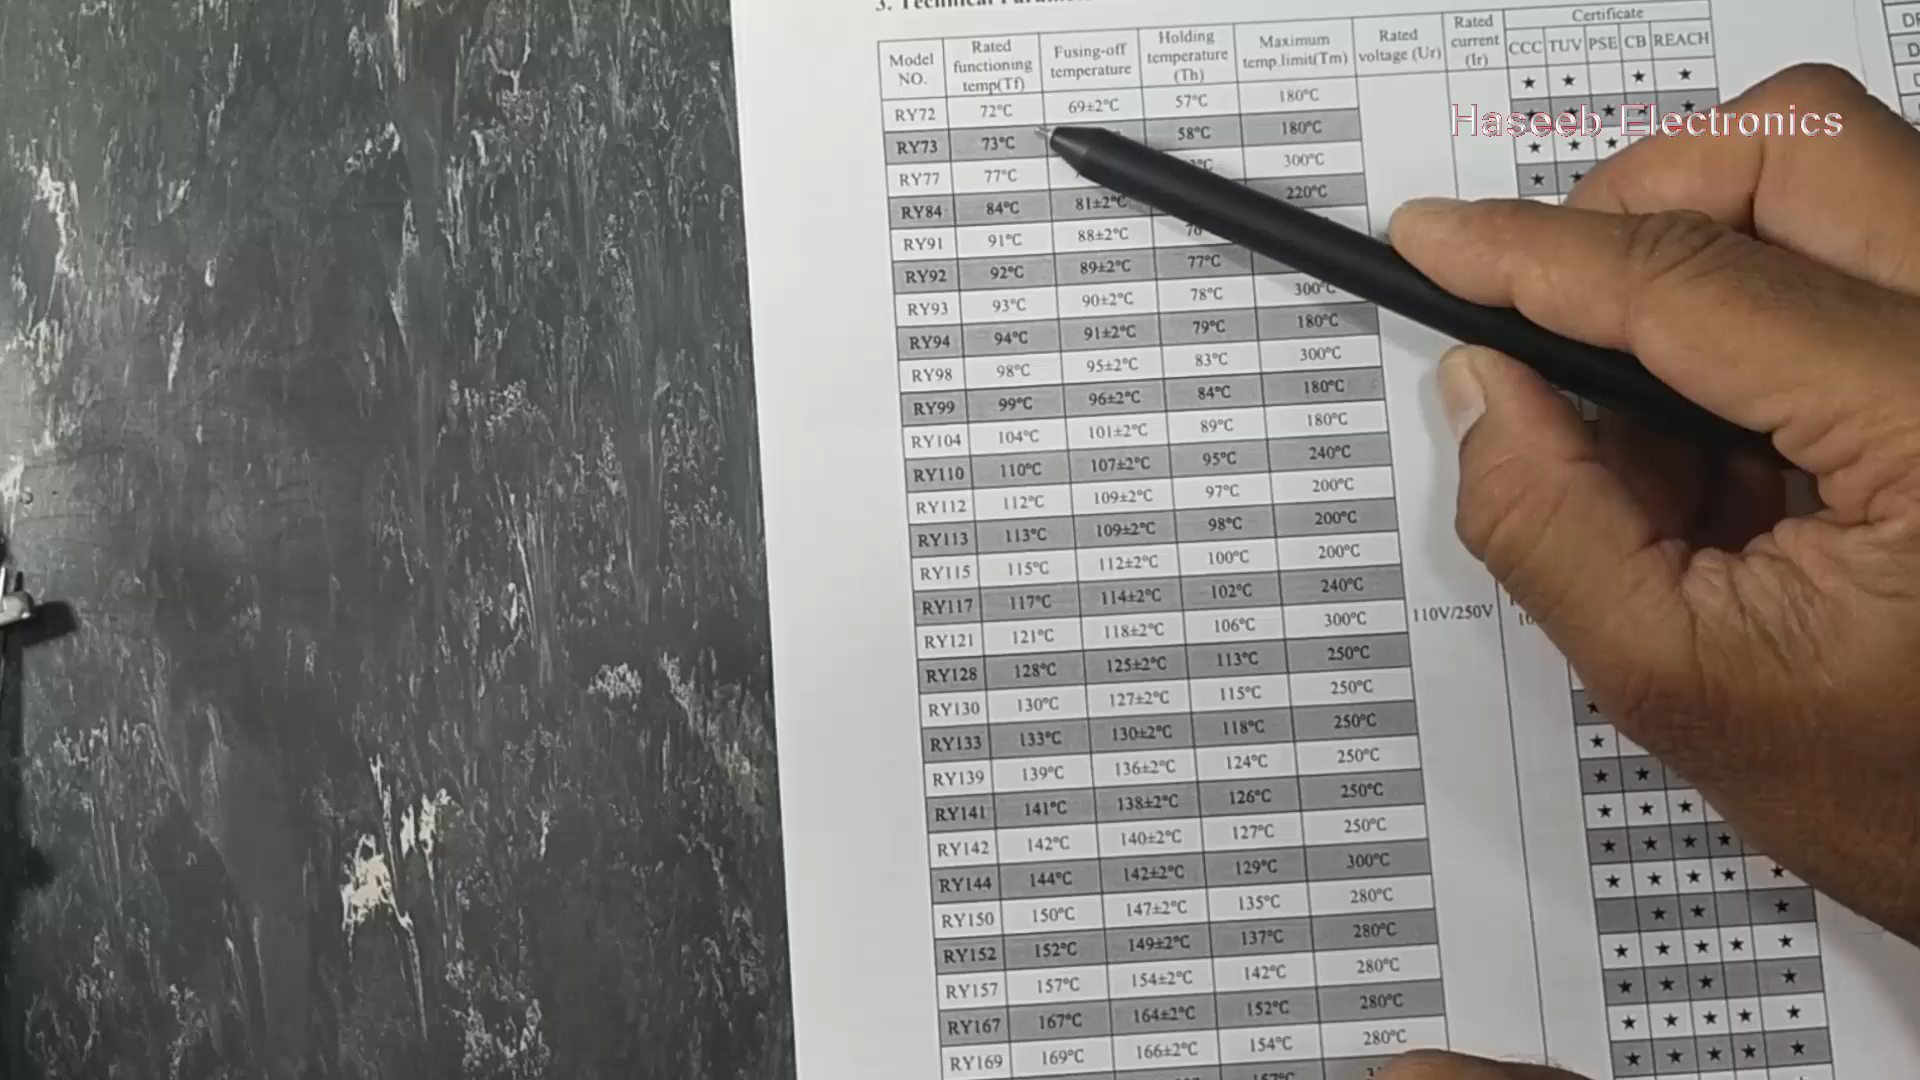 3. Technical
Model NO. Rated functioning temp(Tf) Fusing-off temperature Holding temperature (Th) Maximum temp.limit(Tm) Rated voltage (Ur) Rated current (Ir) Certificate
CCC TUV PSE CB REACH
RY72 72°C 69±2°C 57°C 180°C ★ ★ ★ ★
Haseeb Electronics
RY73 73°C 58°C 180°C
RY77 77°C 300°C ★ ★ ★
RY84 84°C 81±2°C 220°C ★
RY91 91°C 88±2°C
RY92 92°C 89±2°C 77°C
RY93 93°C 90±2°C 78°C 300°C
RY94 94°C 91±2°C 79°C 180°C
RY98 98°C 95±2°C 83°C 300°C
RY99 99°C 96±2°C 84°C 180°C
RY104 104°C 101±2°C 89°C 180°C
RY110 110°C 107±2°C 95°C 240°C
RY112 112°C 109±2°C 97°C 200°C
RY113 113°C 109±2°C 98°C 200°C
RY115 115°C 112±2°C 100°C 200°C
RY117 117°C 114±2°C 102°C 240°C
RY121 121°C 118±2°C 106°C 300°C 110V/250V
RY128 128°C 125±2°C 113°C 250°C
RY130 130°C 127±2°C 115°C 250°C
RY133 133°C 130±2°C 118°C 250°C ★
RY139 139°C 136±2°C 124°C 250°C ★
RY141 141°C 138±2°C 126°C 250°C ★ ★
RY142 142°C 140±2°C 127°C 250°C ★ ★ ★
RY144 144°C 142±2°C 129°C 300°C ★ ★ ★ ★
RY150 150°C 147±2°C 135°C 280°C ★ ★ ★ ★ ★
RY152 152°C 149±2°C 137°C 280°C ★ ★ ★
RY157 157°C 154±2°C 142°C 280°C ★ ★ ★ ★ ★
RY167 167°C 164±2°C 152°C 280°C ★ ★ ★ ★
RY169 169°C 166±2°C 154°C 280°C ★ ★ ★ ★ ★